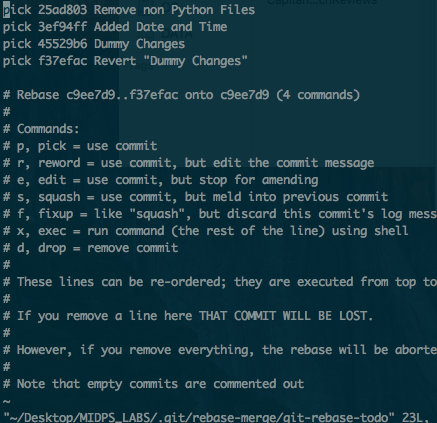 pick 25ad803 Remove non Python Files
pick 3ef94ff Added Date and Time
pick 45529b6 Dummy Changes
pick f37efac Revert "Dummy Changes"

# Rebase c9ee7d9..f37efac onto c9ee7d9 (4 commands)
#
# Commands:
# p, pick = use commit
# r, reword = use commit, but edit the commit message
# e, edit = use commit, but stop for amending
# s, squash = use commit, but meld into previous commit
# f, fixup = like "squash", but discard this commit's log mess
# x, exec = run command (the rest of the line) using shell
# d, drop = remove commit
#
# These lines can be re-ordered; they are executed from top to
#
# If you remove a line here THAT COMMIT WILL BE LOST.
#
# However, if you remove everything, the rebase will be aborte
#
# Note that empty commits are commented out
~
"~/Desktop/MIDPS_LABS/.git/rebase-merge/git-rebase-todo" 23L,